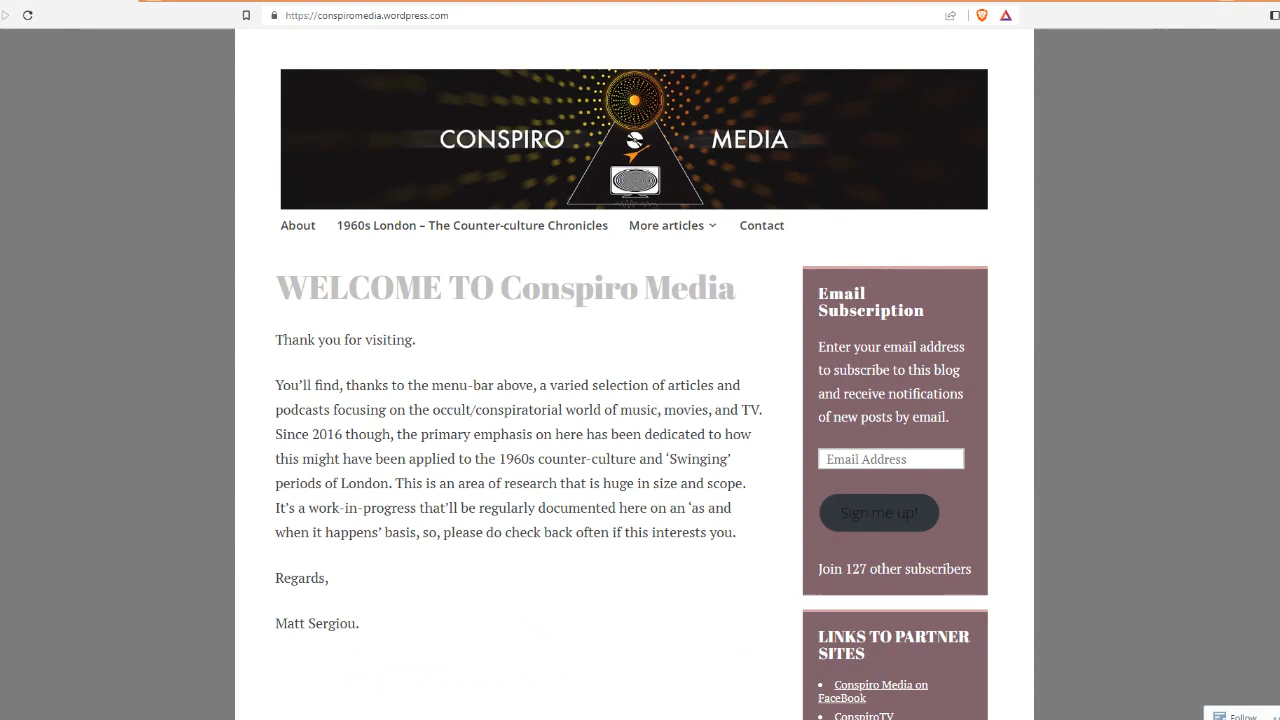 https://conspiromedia.wordpress.com
CONSPIRO MEDIA
About 1960s London – The Counter-culture Chronicles More articles Contact
WELCOME TO Conspiro Media
Thank you for visiting.
You’ll find, thanks to the menu-bar above, a varied selection of articles and
podcasts focusing on the occult/conspiratorial world of music, movies, and TV.
Since 2016 though, the primary emphasis on here has been dedicated to how
this might have been applied to the 1960s counter-culture and ‘Swinging’
periods of London. This is an area of research that is huge in size and scope.
It’s a work-in-progress that’ll be regularly documented here on an ‘as and
when it happens’ basis, so, please do check back often if this interests you.
Regards,
Matt Sergiou.
Email
Subscription
Enter your email address
to subscribe to this blog
and receive notifications
of new posts by email.
Email Address
Sign me up!
Join 127 other subscribers
LINKS TO PARTNER
SITES
Conspiro Media on
FaceBook
ConspiroTV
Follow